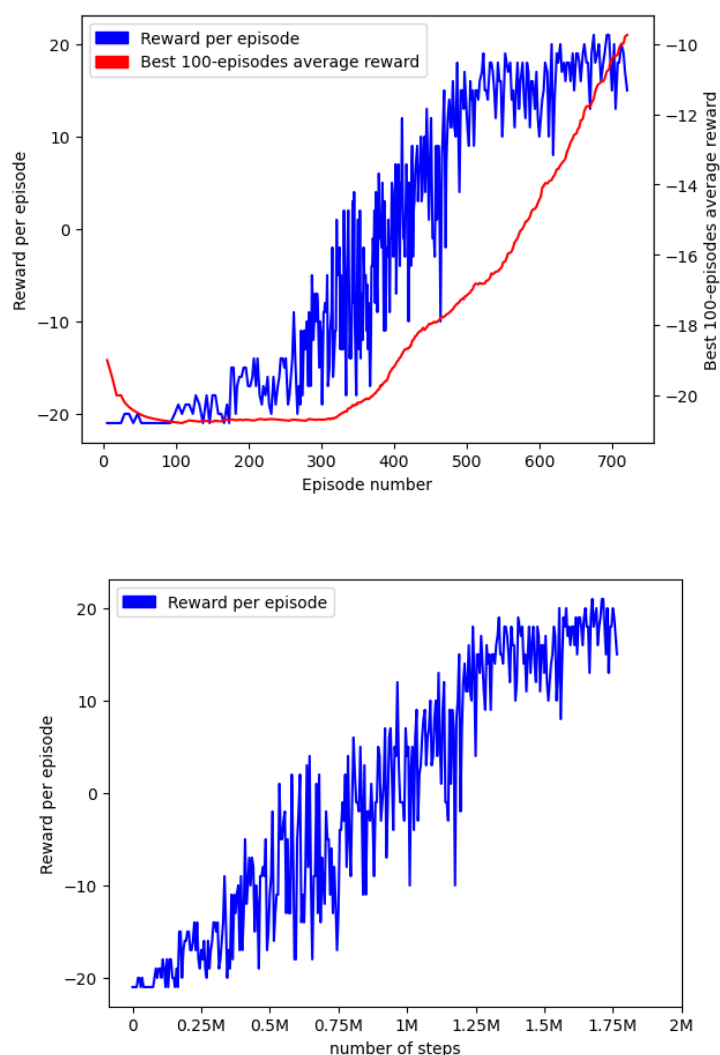 Reward per episode
Best 100-episodes average reward
20
10
0
−10
−20
Reward per episode
−10
−12
−14
−16
−18
−20
Best 100-episodes average reward
0 100 200 300 400 500 600 700
Episode number
Reward per episode
20
10
0
−10
−20
Reward per episode
0 0.25M 0.5M 0.75M 1M 1.25M 1.5M 1.75M 2M
number of steps